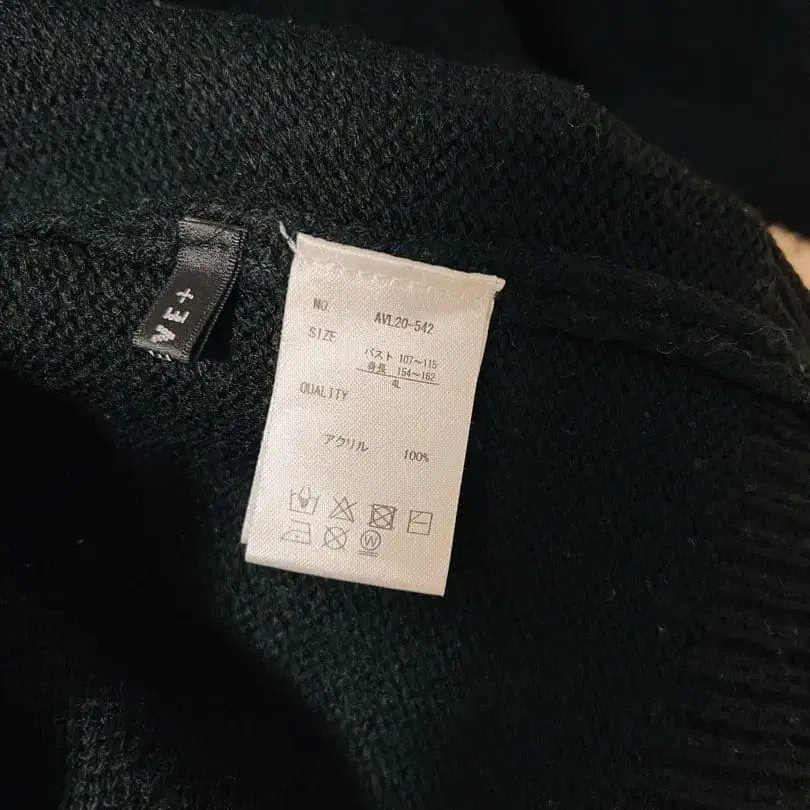 VE+
NO
AVL20-542
SIZE
バスト 107～115
身長 154～162
4L
QUALITY
アクリル 100%
W